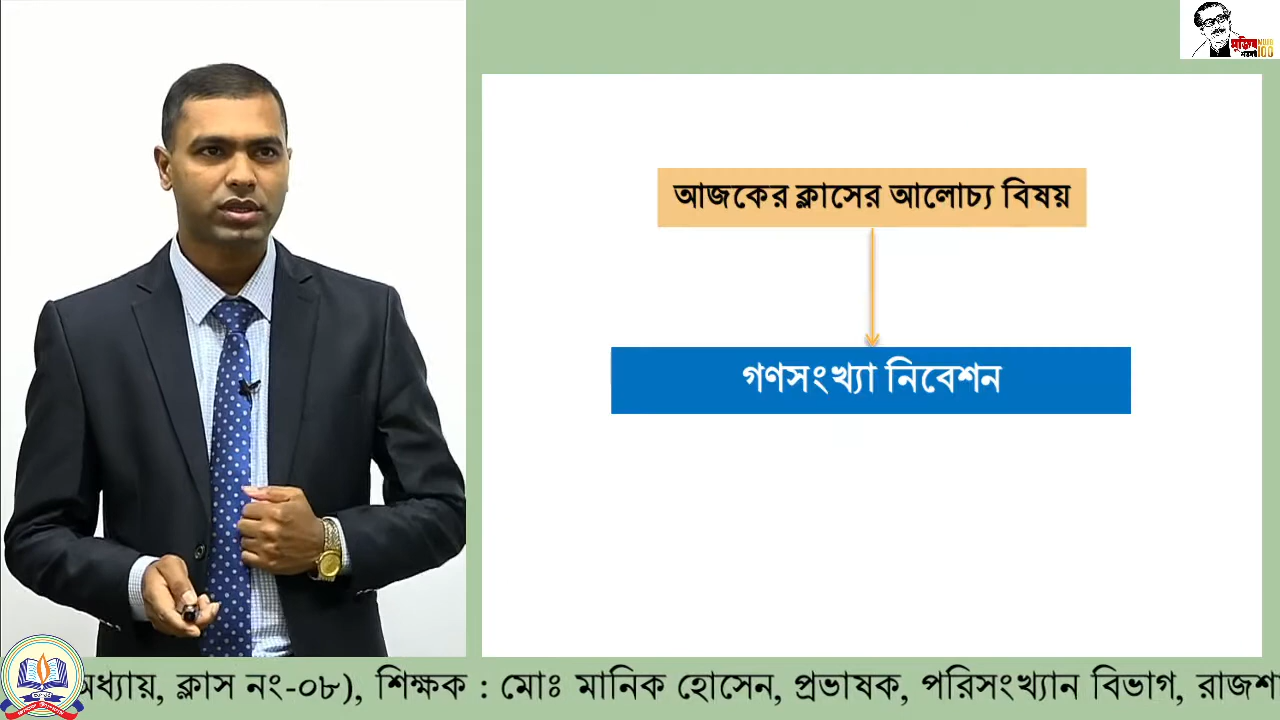 আজকের ক্লাসের আলোচ্য বিষয়
গণসংখ্যা নিবেশন
অধ্যায়, ক্লাস নং-০৮), শিক্ষক : মোঃ মানিক হোসেন, প্রভাষক, পরিসংখ্যান বিভাগ,